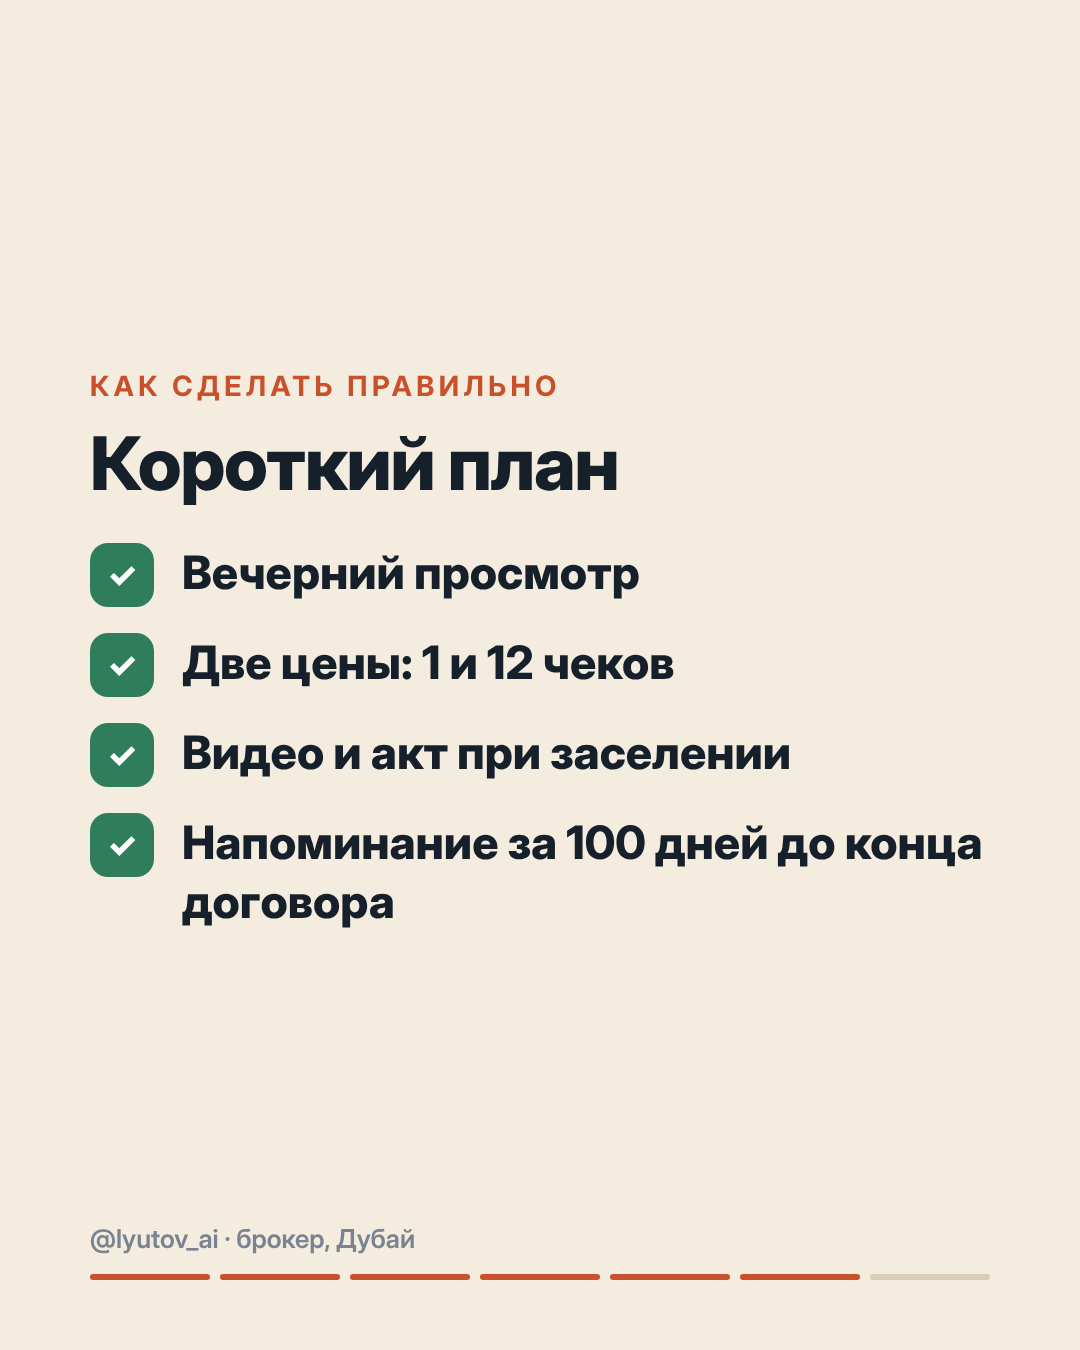 КАК СДЕЛАТЬ ПРАВИЛЬНО
Короткий план
Вечерний просмотр
Две цены: 1 и 12 чеков
Видео и акт при заселении
Напоминание за 100 дней до конца
договора
@lyutov_ai · брокер, Дубай